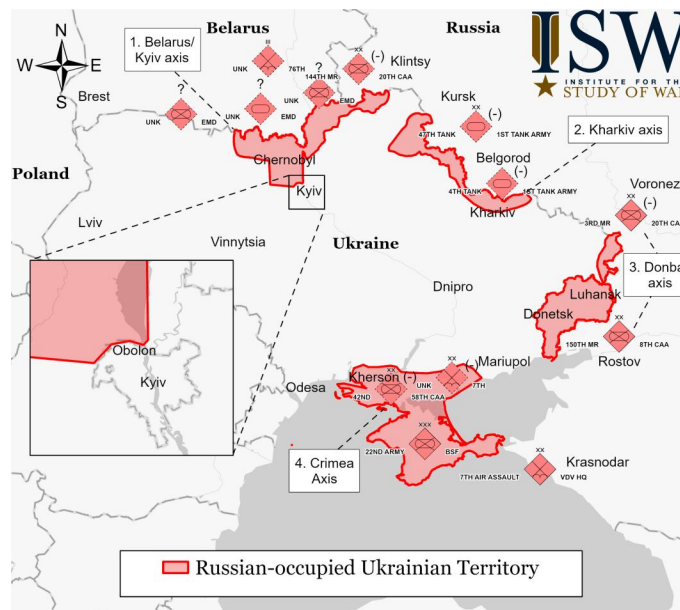 Belarus
Russia
ISW
INSTITUTE FOR THE
STUDY OF WAR
N
W E
S
1. Belarus/
Kyiv axis
III
UNK 76TH
?
144TH MR
UNK EMD
XX
(-)
Klintsy
20TH CAA
Brest
?
UNK EMD
?
UNK EMD
Kursk
XX
(-)
47TH TANK 1ST TANK ARMY
2. Kharkiv axis
Chernobyl
Belgorod
(-)
4TH TANK 1ST TANK ARMY
Kharkiv
Poland
Kyiv
Voronez
XX
(-)
3RD MR 20TH CA
Lviv
Vinnytsia
Ukraine
3. Donba
axis
Dnipro
Luhansk
Donetsk
XX
150TH MR 8TH CAA
Rostov
Obolon
Kyiv
Odesa
Kherson
XX
(-)
42ND 58TH CAA
Mariupol
XX
(-)
UNK 7TH
4. Crimea
Axis
XXX
22ND ARMY BSF
Krasnodar
XX
7TH AIR ASSAULT VDV HQ
Russian-occupied Ukrainian Territory